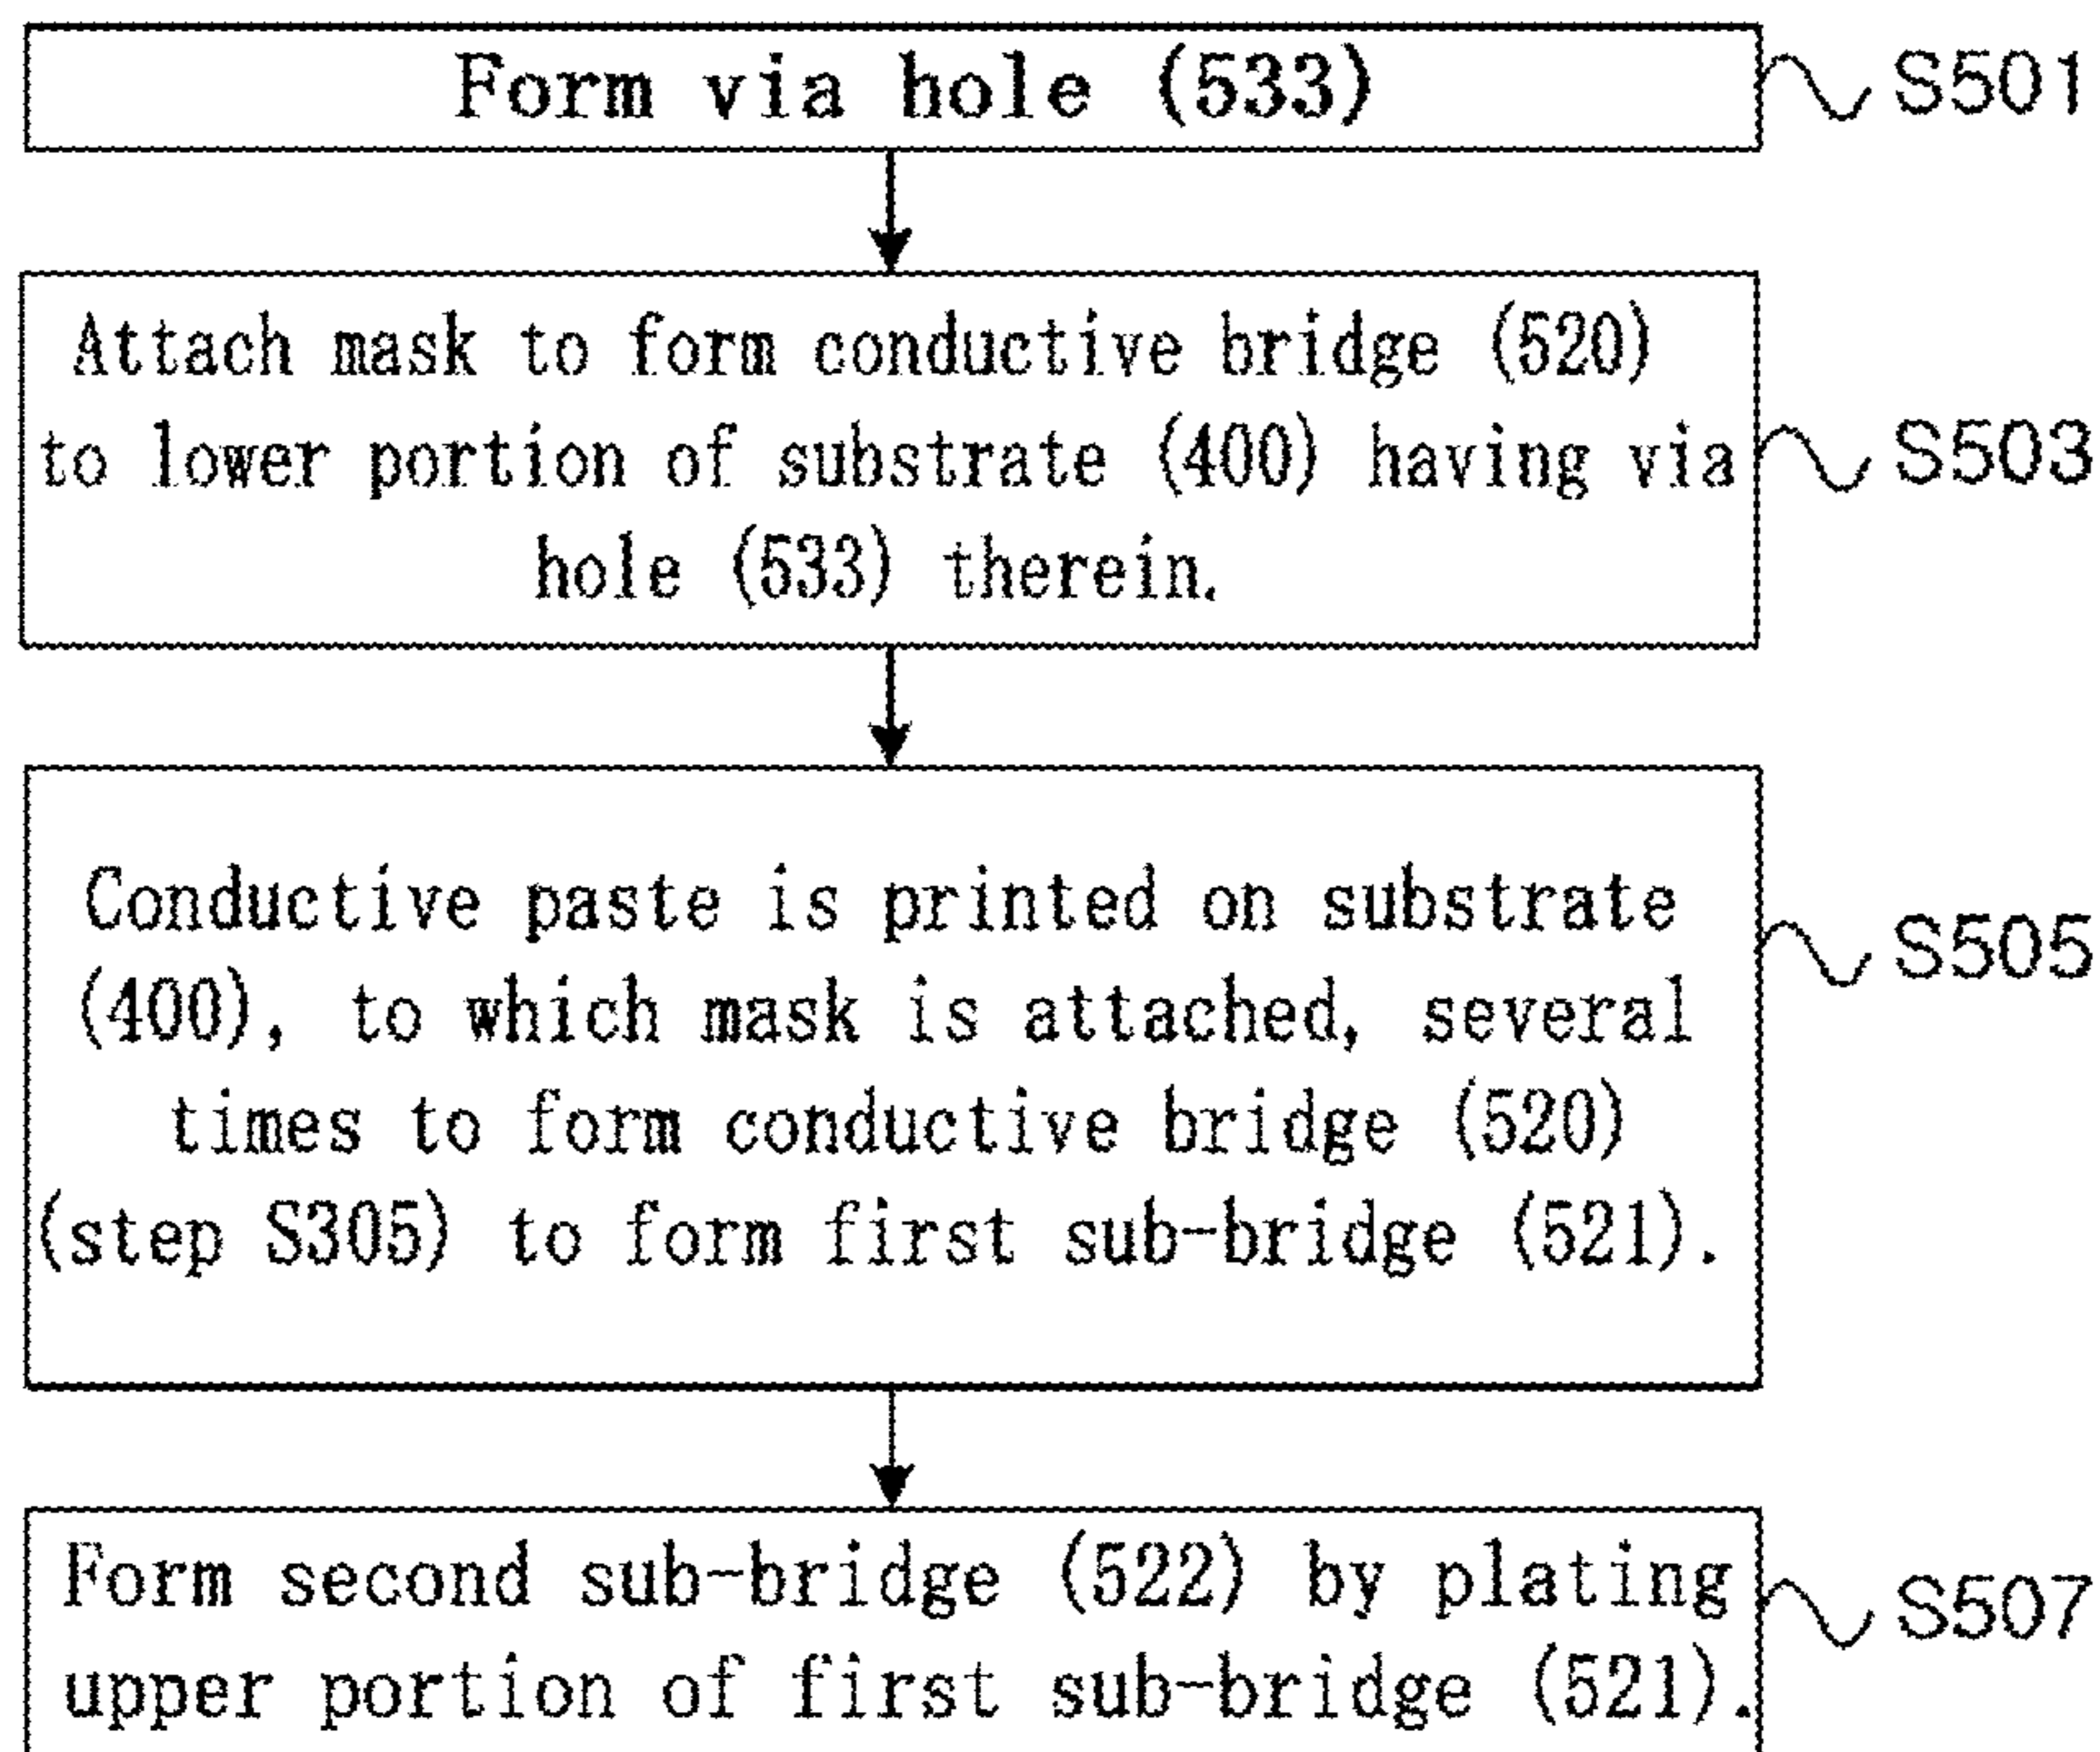 Form via hole (533)
S501
Attach mask to form conductive bridge (520)
to lower portion of substrate (400) having via
hole (533) therein.
S503
Conductive paste is printed on substrate
(400), to which mask is attached, several
times to form conductive bridge (520)
(step S305) to form first sub-bridge (521).
S505
Form second sub-bridge (522) by plating
upper portion of first sub-bridge (521).
S507